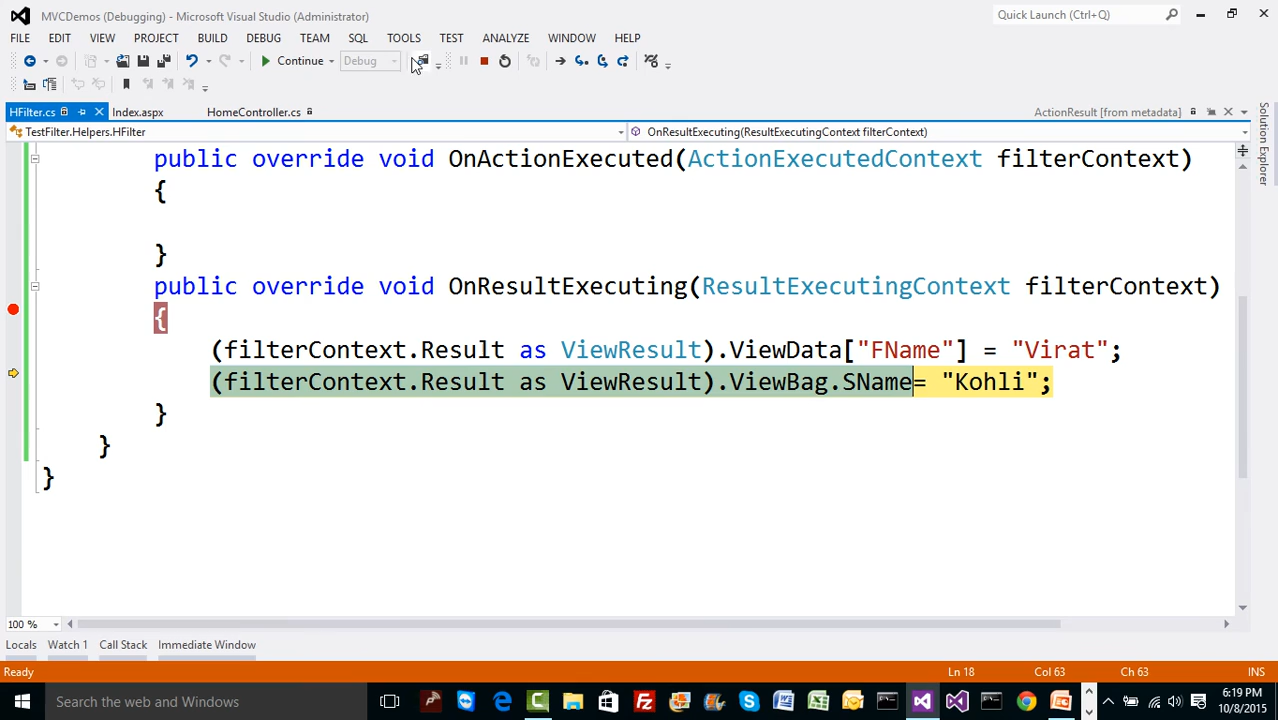 MVCDemos (Debugging) - Microsoft Visual Studio (Administrator)
Quick Launch (Ctrl+Q)
FILE EDIT VIEW PROJECT BUILD DEBUG TEAM SQL TOOLS TEST ANALYZE WINDOW HELP
Continue Debug
HFilter.cs Index.aspx HomeController.cs ActionResult [from metadata]
TestFilter.Helpers.HFilter OnResultExecuting(ResultExecutingContext filterContext)
Solution Explorer
public override void OnActionExecuted(ActionExecutedContext filterContext)
{
}
public override void OnResultExecuting(ResultExecutingContext filterContext)
{
(filterContext.Result as ViewResult).ViewData["FName"] = "Virat";
(filterContext.Result as ViewResult).ViewBag.SName= "Kohli";
}
}
}
100 %
Locals Watch 1 Call Stack Immediate Window
Ready Ln 18 Col 63 Ch 63 INS
Search the web and Windows
6:19 PM
10/8/2015